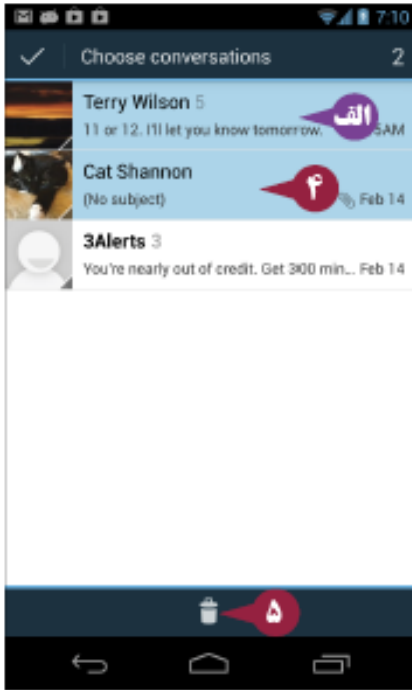 7:10
Choose conversations 2
Terry Wilson 5
الف
11 or 12. I'll let you know tomorrow. 5AM
Cat Shannon
۴
(No subject) Feb 14
3Alerts 3
You're nearly out of credit. Get 300 min... Feb 14
۵